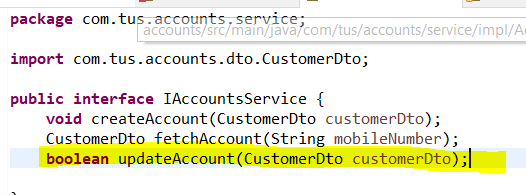 package com.tus.accounts.service;
accounts/src/main/java/com/tus/accounts/service/impl/Ac
import com.tus.accounts.dto.CustomerDto;
public interface IAccountsService {
void createAccount(CustomerDto customerDto);
CustomerDto fetchAccount(String mobileNumber);
boolean updateAccount(CustomerDto customerDto);